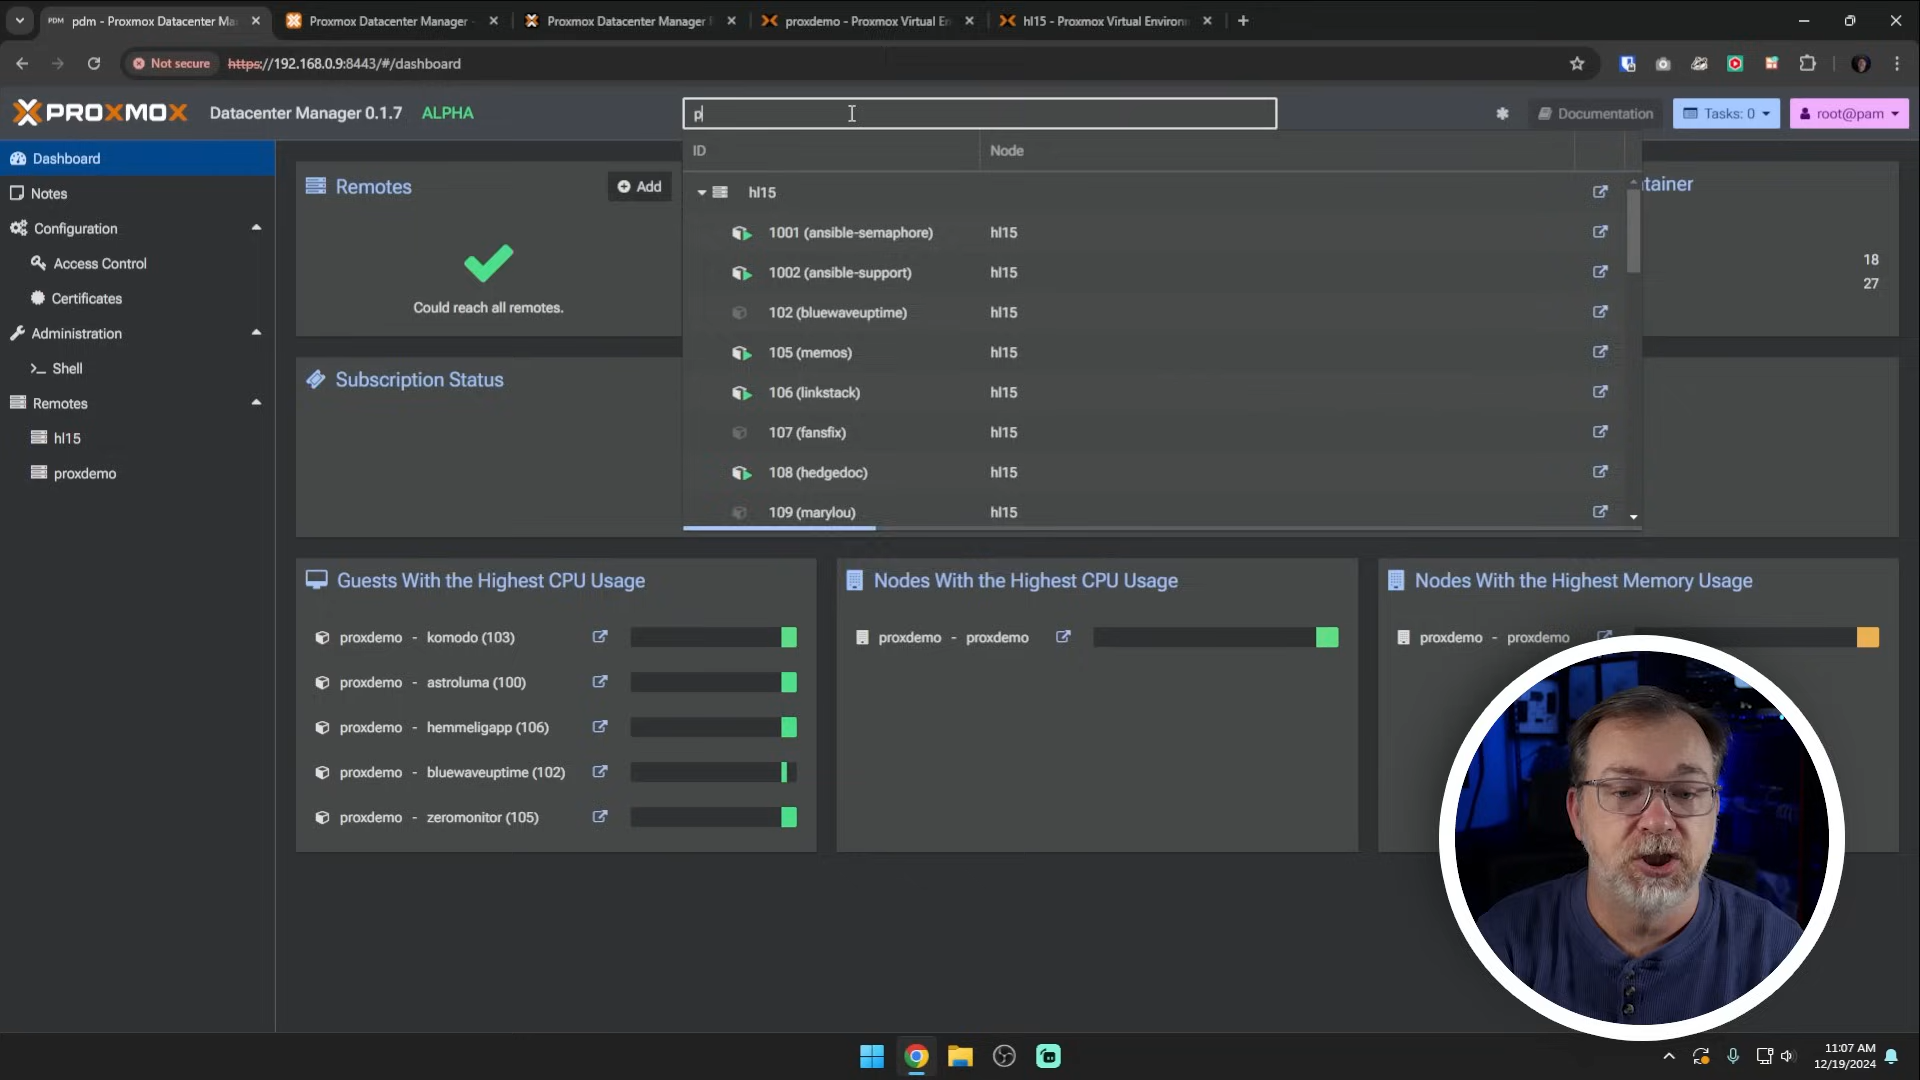 PDM pdm - Proxmox Datacenter Ma
Proxmox Datacenter Manager
Proxmox Datacenter Manager
proxdemo - Proxmox Virtual En
hl15 - Proxmox Virtual Environm
Not secure https://192.168.0.9:8443/#/dashboard
PROXMOX Datacenter Manager 0.1.7 ALPHA
p
Documentation
Tasks: 0
root@pam
Dashboard
Notes
Configuration
Access Control
Certificates
Administration
Shell
Remotes
hl15
proxdemo
Remotes
Add
Could reach all remotes.
Subscription Status
ID Node
hl15
1001 (ansible-semaphore) hl15
1002 (ansible-support) hl15
102 (bluewaveuptime) hl15
105 (memos) hl15
106 (linkstack) hl15
107 (fansfix) hl15
108 (hedgedoc) hl15
109 (marylou) hl15
tainer
18
27
Guests With the Highest CPU Usage
proxdemo - komodo (103)
proxdemo - astroluma (100)
proxdemo - hemmeligapp (106)
proxdemo - bluewaveuptime (102)
proxdemo - zeromonitor (105)
Nodes With the Highest CPU Usage
proxdemo - proxdemo
Nodes With the Highest Memory Usage
proxdemo - proxdemo
11:07 AM
12/19/2024